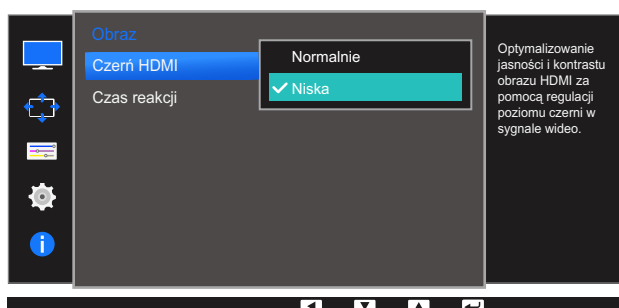 Obraz
Czerń HDMI
Normalnie
Niska
Czas reakcji
Optymalizowanie
jasności i kontrastu
obrazu HDMI za
pomocą regulacji
poziomu czerni w
sygnale wideo.